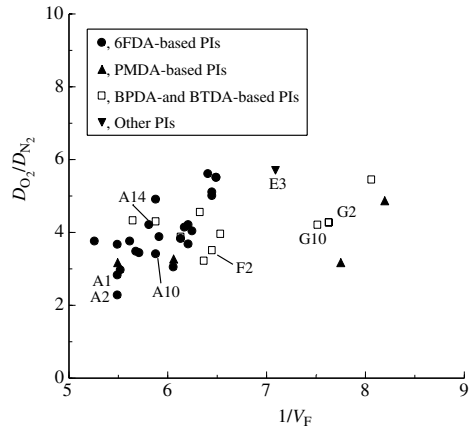 10
8
6
4
2
0
D_O₂/D_N₂
●, 6FDA-based PIs
▲, PMDA-based PIs
□, BPDA-and BTDA-based PIs
▼, Other PIs
A14
E3
G2
G10
F2
A1
A10
A2
5 6 7 8 9
1/V_F